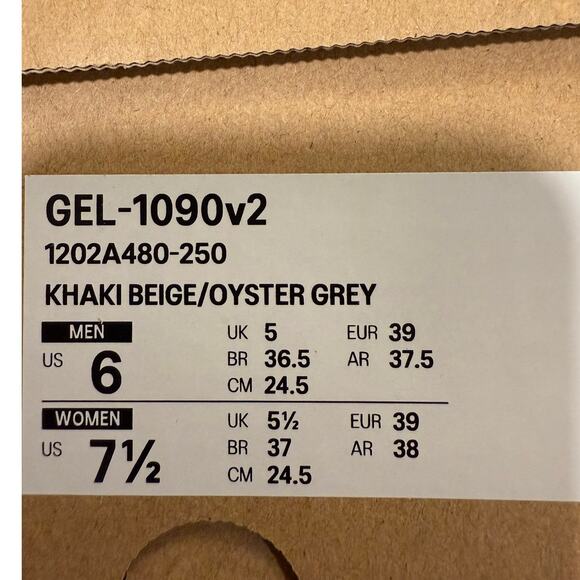 GEL-1090v2
1202A480-250
KHAKI BEIGE/OYSTER GREY
MEN UK 5 EUR 39
US 6 BR 36.5 AR 37.5
CM 24.5
WOMEN UK 5½ EUR 39
US 7½ BR 37 AR 38
CM 24.5